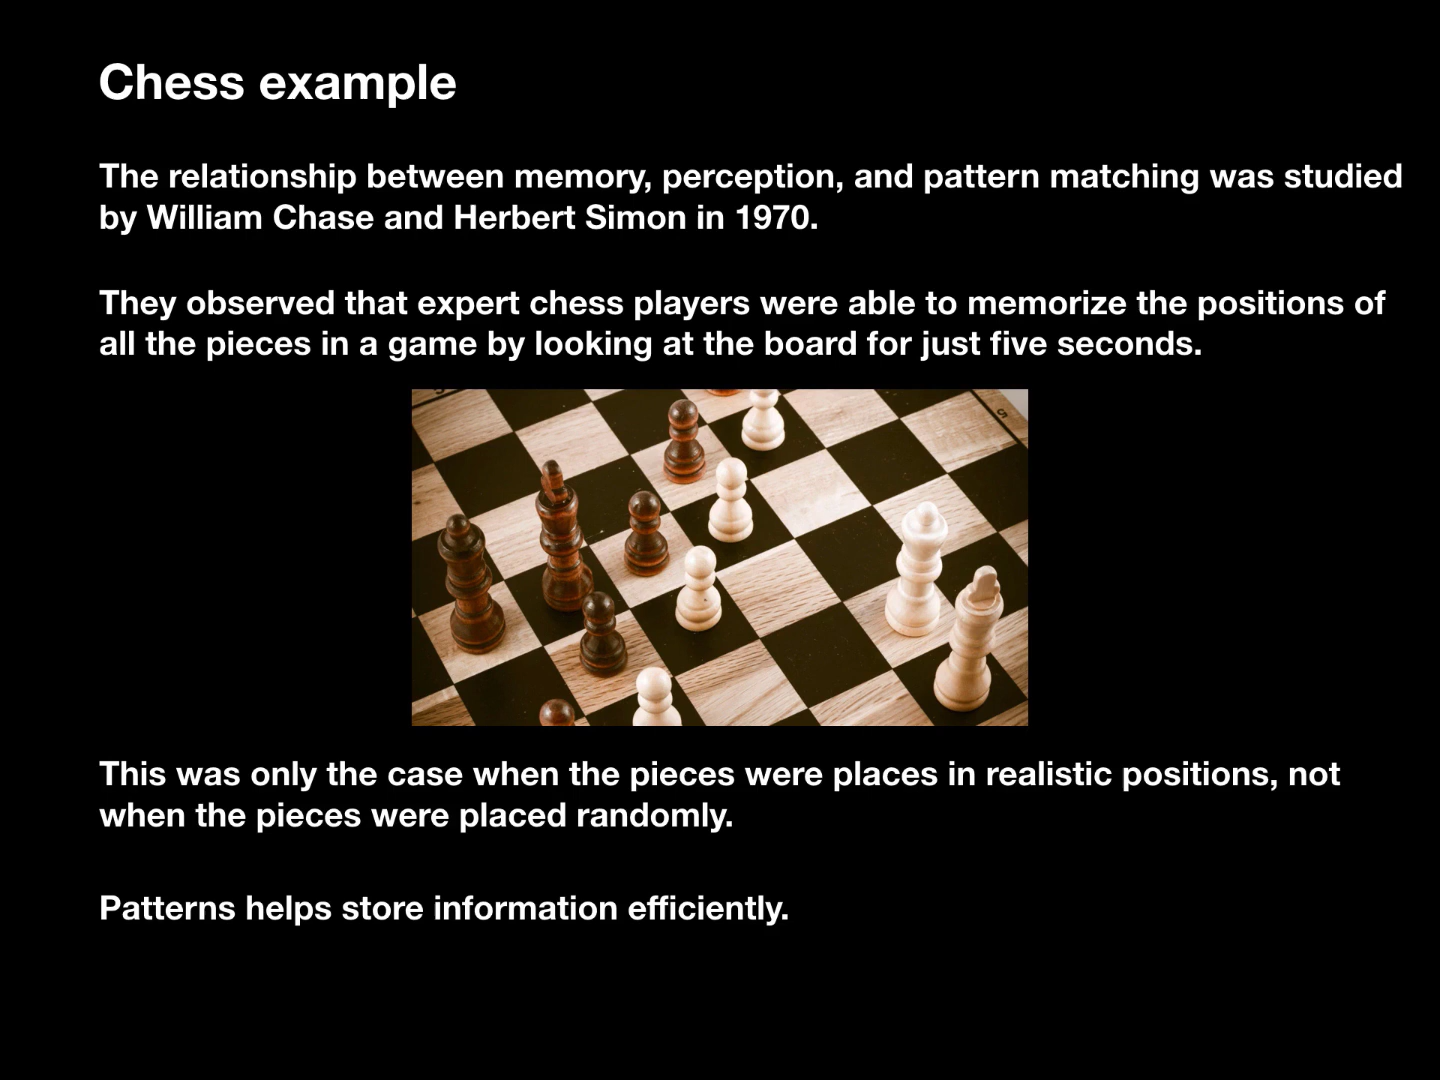 Chess example
The relationship between memory, perception, and pattern matching was studied
by William Chase and Herbert Simon in 1970.
They observed that expert chess players were able to memorize the positions of
all the pieces in a game by looking at the board for just five seconds.
5
This was only the case when the pieces were places in realistic positions, not
when the pieces were placed randomly.
Patterns helps store information efficiently.